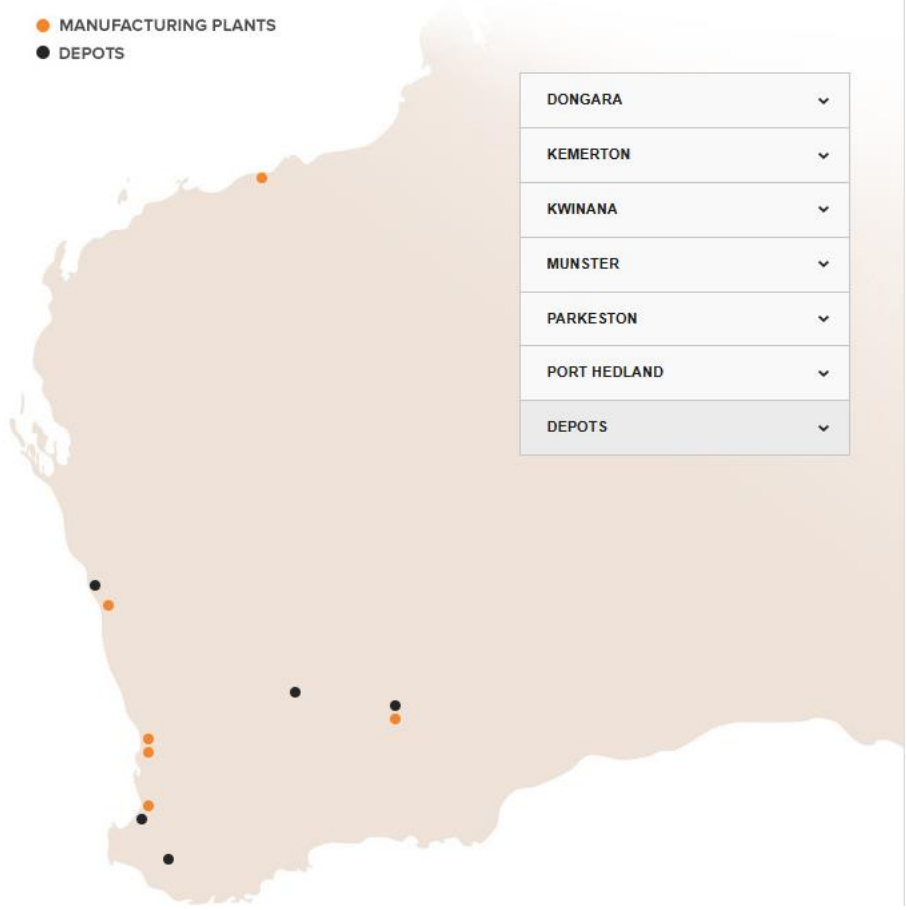 MANUFACTURING PLANTS
DEPOTS
DONGARA
KEMERTON
KWINANA
MUNSTER
PARKESTON
PORT HEDLAND
DEPOTS